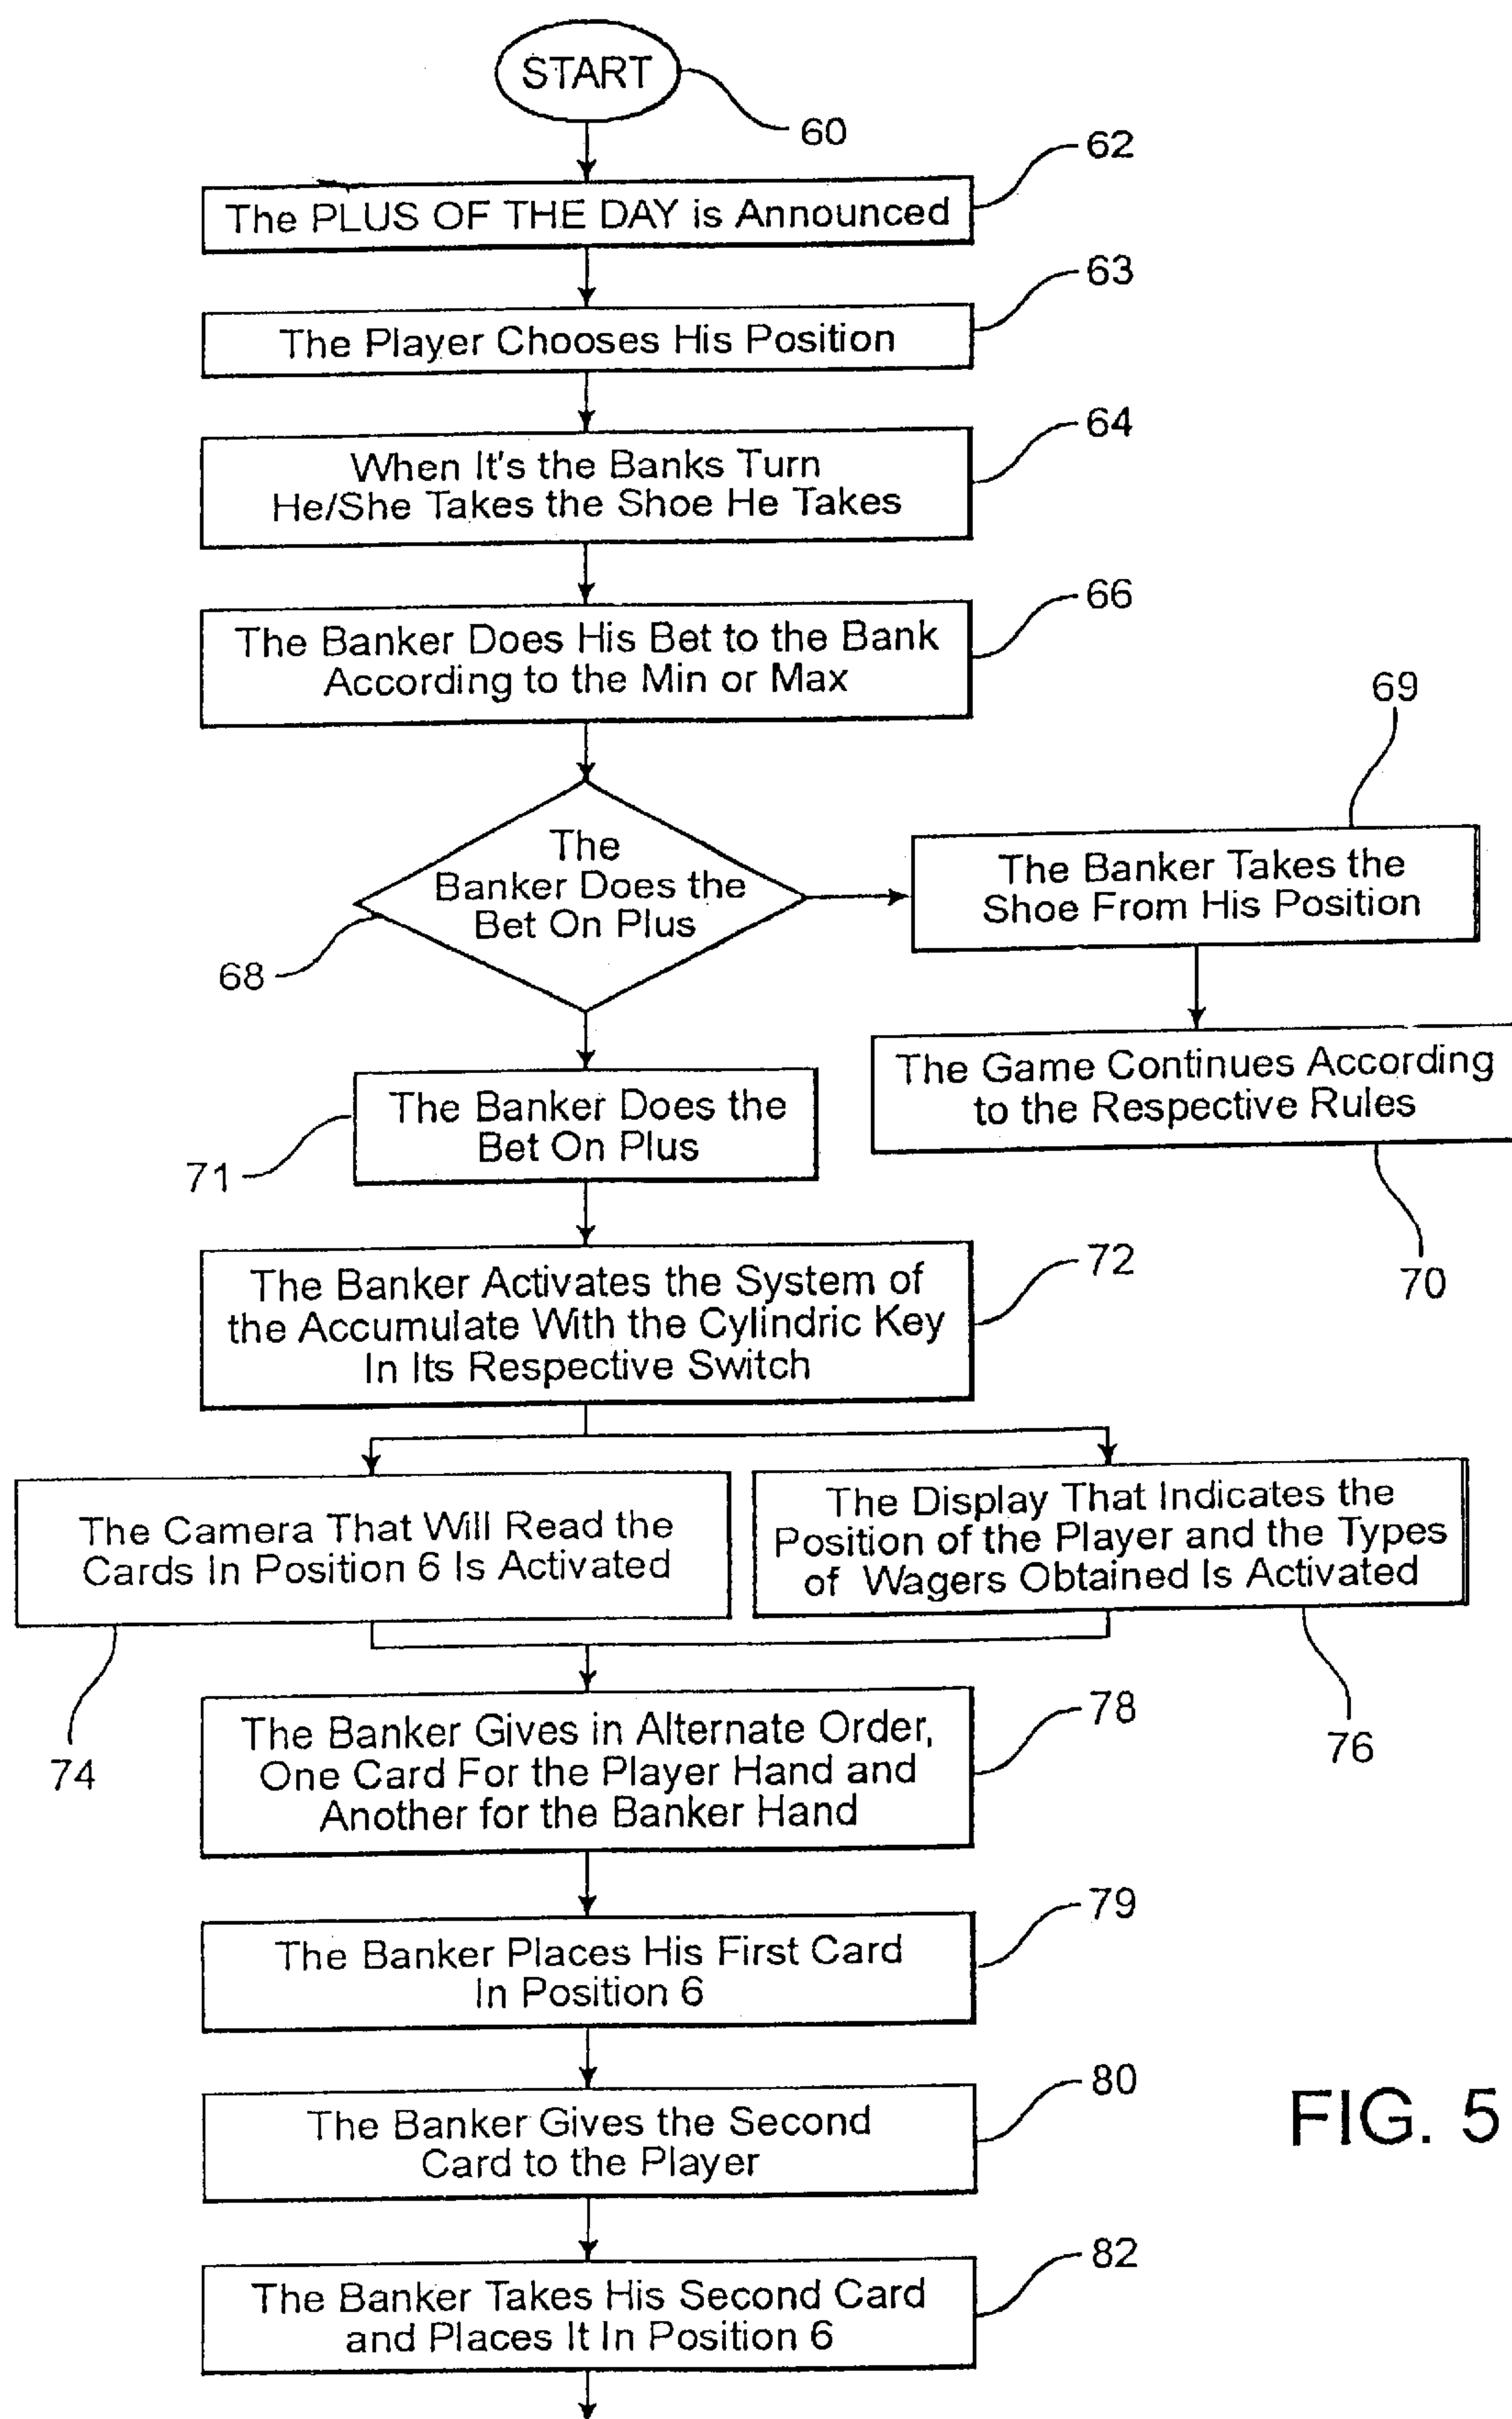 START
60
62
The PLUS OF THE DAY is Announced
63
The Player Chooses His Position
64
When It's the Banks Turn
He/She Takes the Shoe He Takes
66
The Banker Does His Bet to the Bank
According to the Min or Max
69
The
Banker Does the
Bet On Plus
68
The Banker Takes the
Shoe From His Position
The Game Continues According
to the Respective Rules
70
The Banker Does the
Bet On Plus
71
72
The Banker Activates the System of
the Accumulate With the Cylindric Key
In Its Respective Switch
The Camera That Will Read the
Cards In Position 6 Is Activated
74
The Display That Indicates the
Position of the Player and the Types
of Wagers Obtained Is Activated
76
78
The Banker Gives in Alternate Order,
One Card For the Player Hand and
Another for the Banker Hand
79
The Banker Places His First Card
In Position 6
80
The Banker Gives the Second
Card to the Player
FIG. 5
82
The Banker Takes His Second Card
and Places It In Position 6